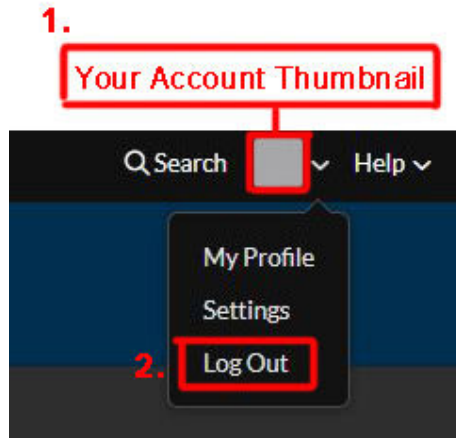 1.
Your Account Thumbnail
Search Help
My Profile
Settings
2. Log Out